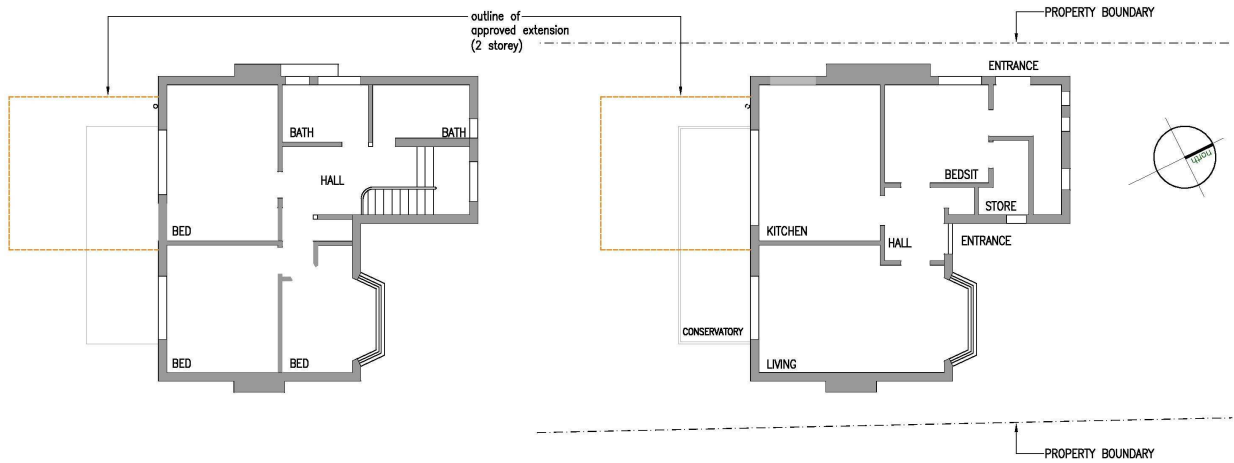 outline of
approved extension
(2 storey)
PROPERTY BOUNDARY
ENTRANCE
BATH
BATH
HALL
BED
BED
BED
north
BEDSIT
STORE
KITCHEN
HALL
ENTRANCE
CONSERVATORY
LIVING
PROPERTY BOUNDARY